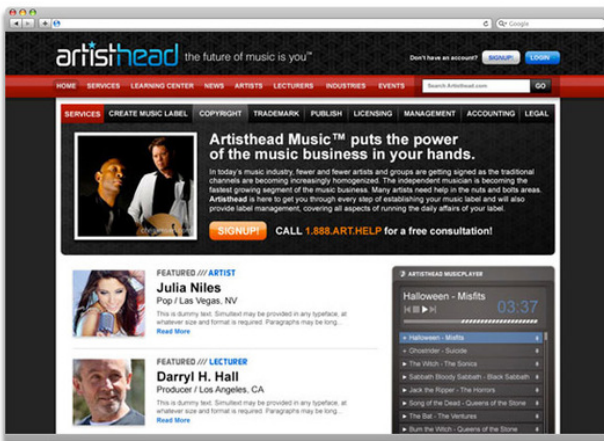 Google
artisthead the future of music is you™
Don't have an account? SIGNUP! LOGIN
HOME SERVICES LEARNING CENTER NEWS ARTISTS LECTURERS INDUSTRIES EVENTS Search Artisthead.com GO
SERVICES CREATE MUSIC LABEL COPYRIGHT TRADEMARK PUBLISH LICENSING MANAGEMENT ACCOUNTING LEGAL
Artisthead Music™ puts the power
of the music business in your hands.
In today's music industry, fewer and fewer artists and groups are getting signed as the traditional
channels are becoming increasingly homogenized. The independent musician is becoming the
fastest growing segment of the music business. Many artists need help in the nuts and bolts areas.
Artisthead is here to get you through every step of establishing your music label and will also
provide label management, covering all aspects of running the daily affairs of your label.
SIGNUP! CALL 1.888.ART.HELP for a free consultation!
FEATURED /// ARTIST
Julia Niles
Pop / Las Vegas, NV
This is dummy text. Simultext may be provided in any typeface, at
whatever size and format is required. Paragraphs may be long...
Read More
FEATURED /// LECTURER
Darryl H. Hall
Producer / Los Angeles, CA
This is dummy text. Simultext may be provided in any typeface, at
whatever size and format is required. Paragraphs may be long...
Read More
ARTISTHEAD MUSICPLAYER
Halloween - Misfits
03:37
Halloween - Misfits
Ghostrider - Suicide
The Witch - The Sonics
Sabbath Bloody Sabbath - Black Sabbath
Jack the Ripper - The Horrors
Song of the Dead - Queens of the Stone
The Bat - The Ventures
Burn the Witch - Queens of the Stone